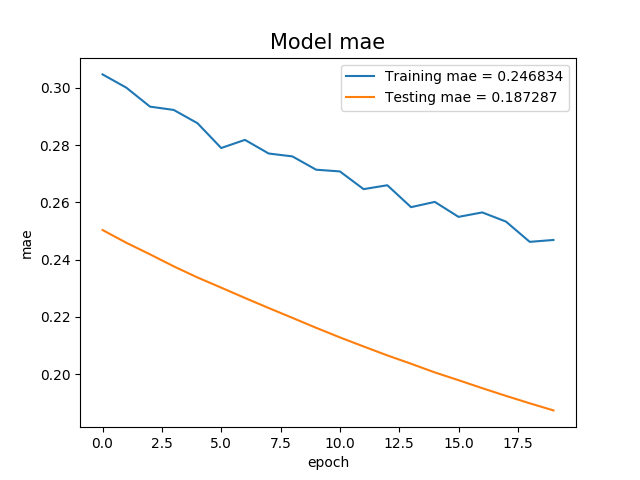 Model mae
Training mae = 0.246834
Testing mae = 0.187287
mae
0.30
0.28
0.26
0.24
0.22
0.20
0.0 2.5 5.0 7.5 10.0 12.5 15.0 17.5
epoch